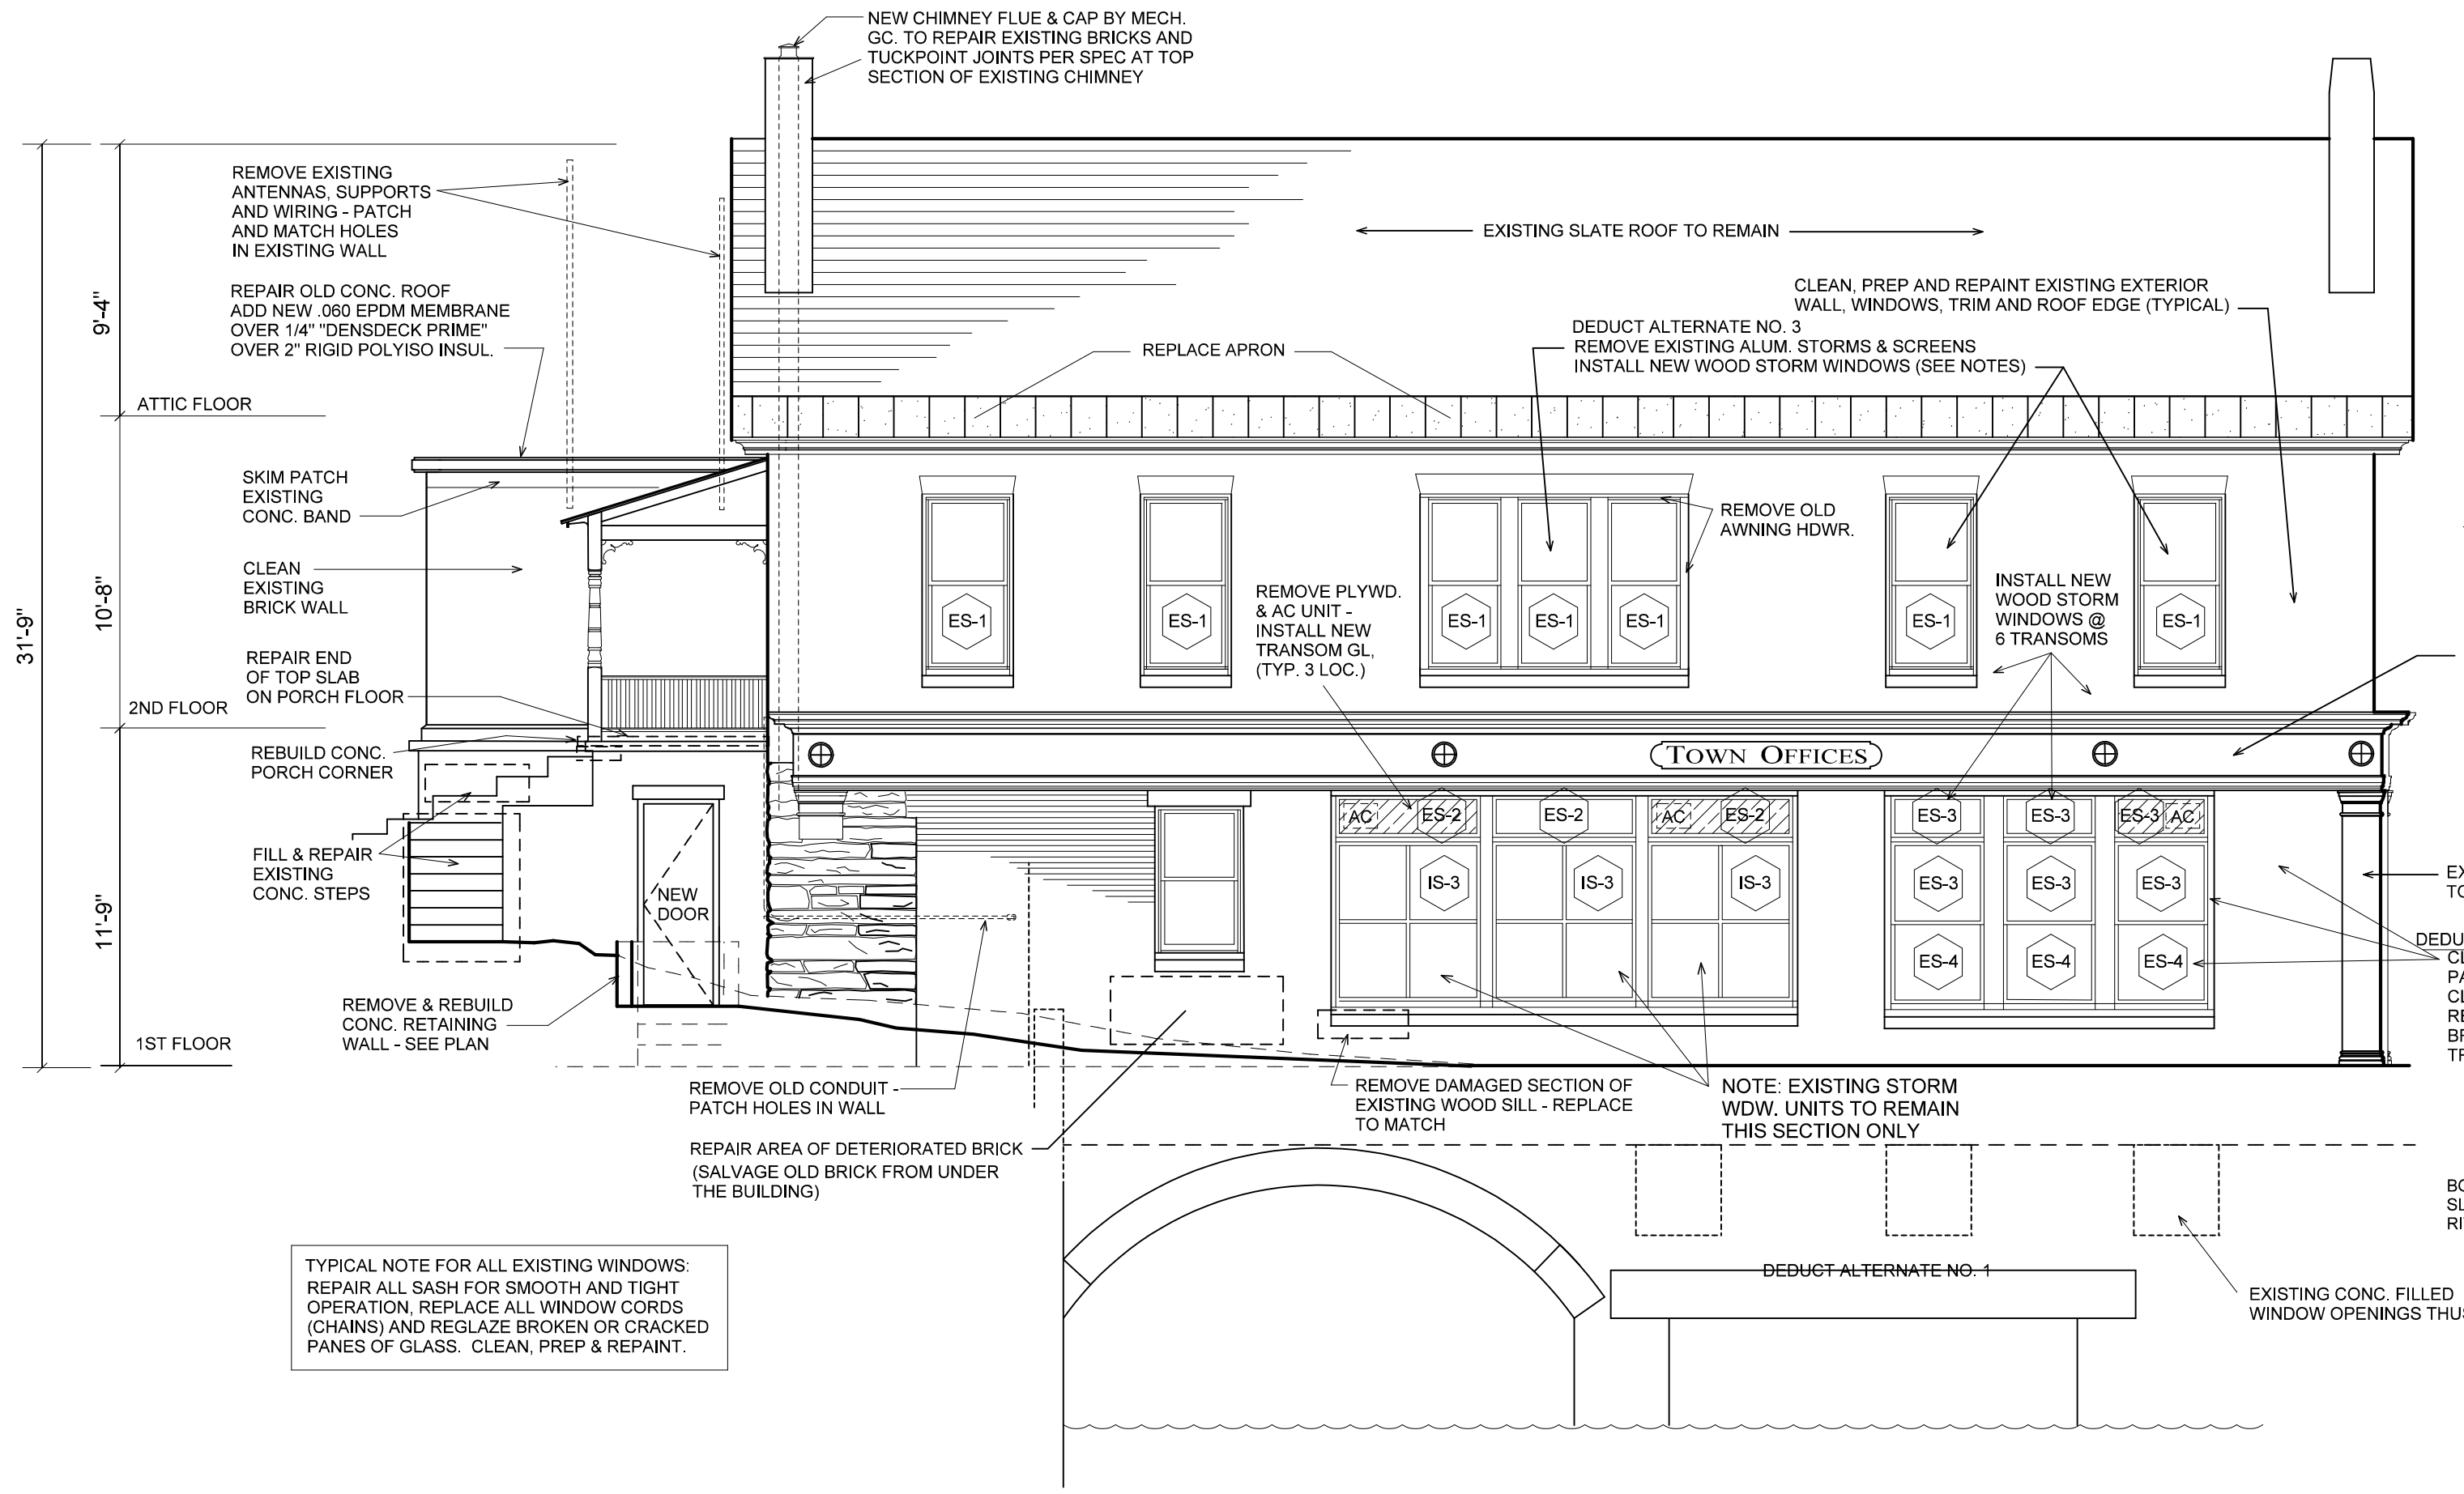 NEW CHIMNEY FLUE & CAP BY MECH.
GC. TO REPAIR EXISTING BRICKS AND
TUCKPOINT JOINTS PER SPEC AT TOP
SECTION OF EXISTING CHIMNEY
REMOVE EXISTING
ANTENNAS, SUPPORTS
AND WIRING - PATCH
AND MATCH HOLES
IN EXISTING WALL
REPAIR OLD CONC. ROOF
ADD NEW .060 EPDM MEMBRANE
OVER 1/4" "DENSDECK PRIME"
OVER 2" RIGID POLYISO INSUL.
EXISTING SLATE ROOF TO REMAIN
CLEAN, PREP AND REPAINT EXISTING EXTERIOR
WALL, WINDOWS, TRIM AND ROOF EDGE (TYPICAL)
DEDUCT ALTERNATE NO. 3
REMOVE EXISTING ALUM. STORMS & SCREENS
INSTALL NEW WOOD STORM WINDOWS (SEE NOTES)
REPLACE APRON
9'-4"
10'-8"
11'-9"
31'-9"
ATTIC FLOOR
2ND FLOOR
1ST FLOOR
SKIM PATCH
EXISTING
CONC. BAND
CLEAN
EXISTING
BRICK WALL
REPAIR END
OF TOP SLAB
ON PORCH FLOOR
REBUILD CONC.
PORCH CORNER
FILL & REPAIR
EXISTING
CONC. STEPS
REMOVE & REBUILD
CONC. RETAINING
WALL - SEE PLAN
NEW
DOOR
REMOVE OLD
AWNING HDWR.
REMOVE PLYWD.
& AC UNIT -
INSTALL NEW
TRANSOM GL,
(TYP. 3 LOC.)
INSTALL NEW
WOOD STORM
WINDOWS @
6 TRANSOMS
ES-1 ES-1 ES-1 ES-1 ES-1 ES-1 ES-1
TOWN OFFICES
AC ES-2 ES-2 AC ES-2 ES-3 ES-3 ES-3 AC
IS-3 IS-3 IS-3 ES-3 ES-3 ES-3
ES-4 ES-4 ES-4
EX
TO
DEDU
CL
PA
CL
RE
BR
TR
REMOVE OLD CONDUIT -
PATCH HOLES IN WALL
REPAIR AREA OF DETERIORATED BRICK
(SALVAGE OLD BRICK FROM UNDER
THE BUILDING)
REMOVE DAMAGED SECTION OF
EXISTING WOOD SILL - REPLACE
TO MATCH
NOTE: EXISTING STORM
WDW. UNITS TO REMAIN
THIS SECTION ONLY
SL
RI
DEDUCT ALTERNATE NO. 1
EXISTING CONC. FILLED
WINDOW OPENINGS THUS
TYPICAL NOTE FOR ALL EXISTING WINDOWS:
REPAIR ALL SASH FOR SMOOTH AND TIGHT
OPERATION, REPLACE ALL WINDOW CORDS
(CHAINS) AND REGLAZE BROKEN OR CRACKED
PANES OF GLASS. CLEAN, PREP & REPAINT.